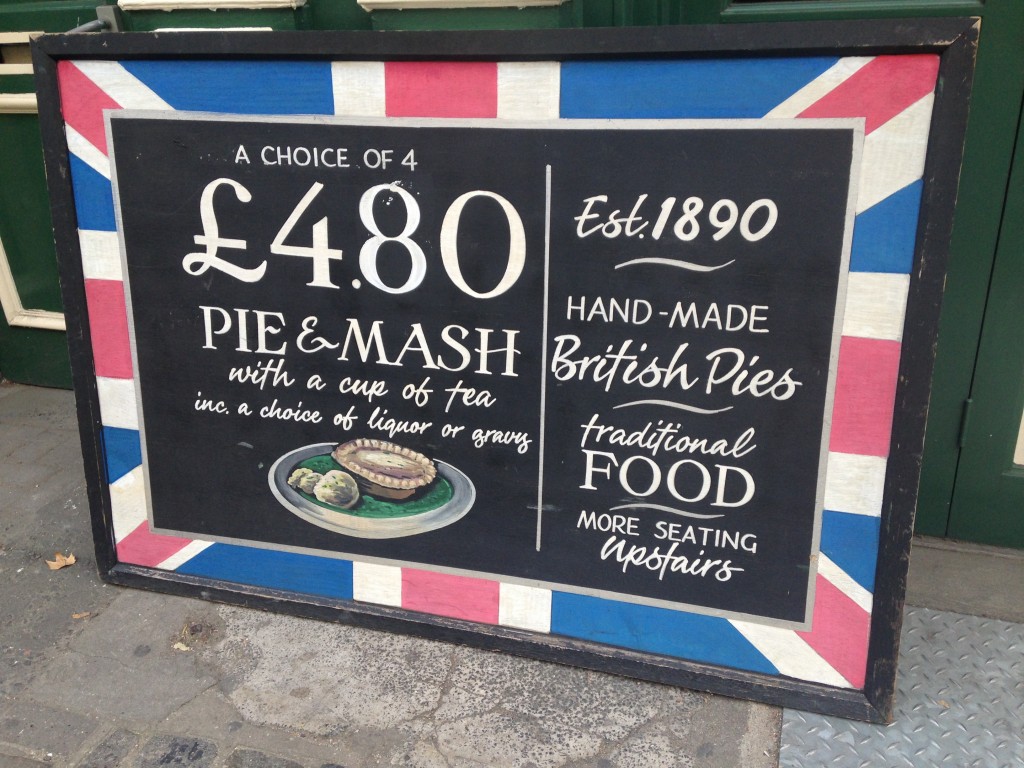 A CHOICE OF 4
£4.80
PIE & MASH
with a cup of tea
inc. a choice of liquor or gravy
Est. 1890
HAND-MADE
British Pies
traditional
FOOD
MORE SEATING
Upstairs